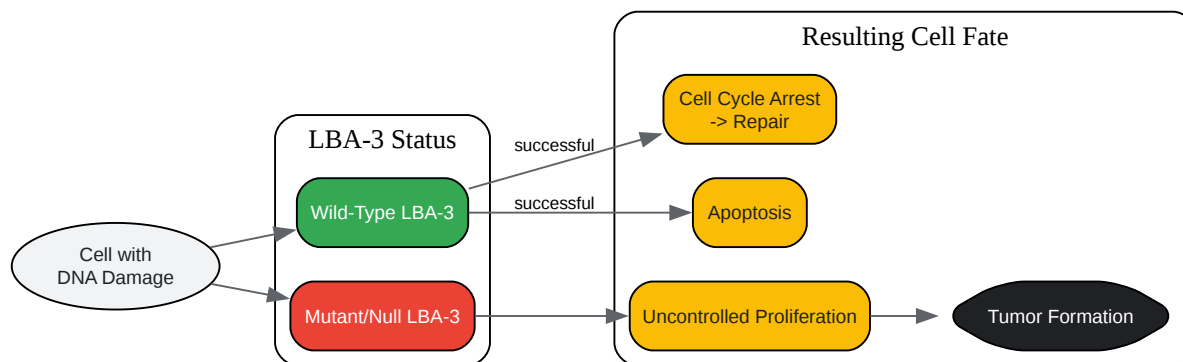 Resulting Cell Fate
Cell Cycle Arrest
-> Repair
LBA-3 Status
successful
Wild-Type LBA-3
successful
Apoptosis
Cell with
DNA Damage
Mutant/Null LBA-3
Uncontrolled Proliferation
Tumor Formation